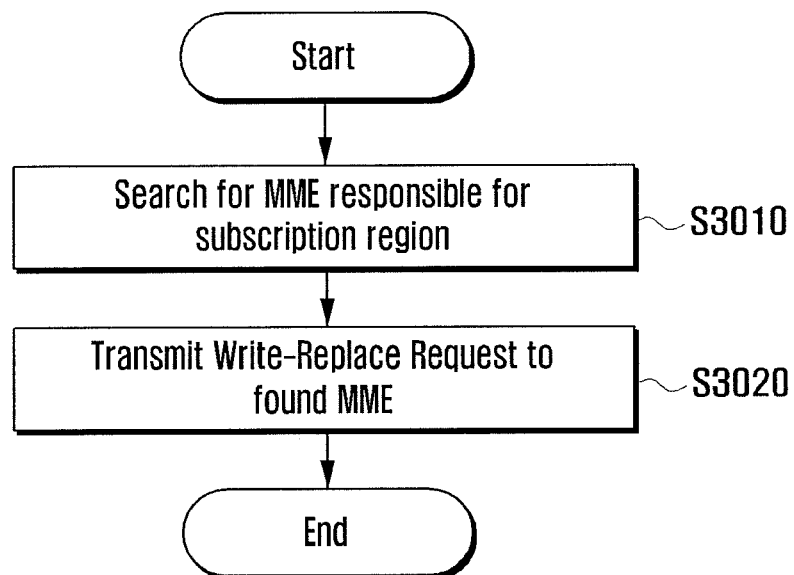 Start
Search for MME responsible for
subscription region
S3010
Transmit Write-Replace Request to
found MME
S3020
End